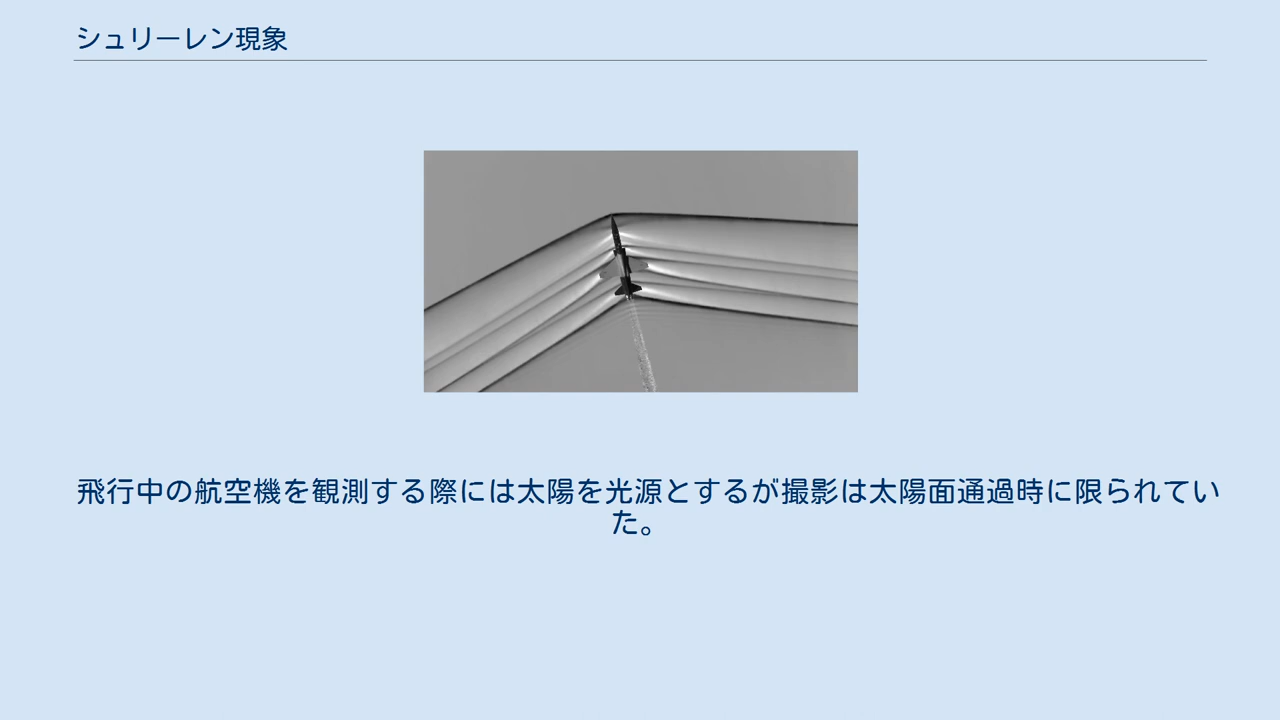 シュリーレン現象
飛行中の航空機を観測する際には太陽を光源とするが撮影は太陽面通過時に限られてい
た。